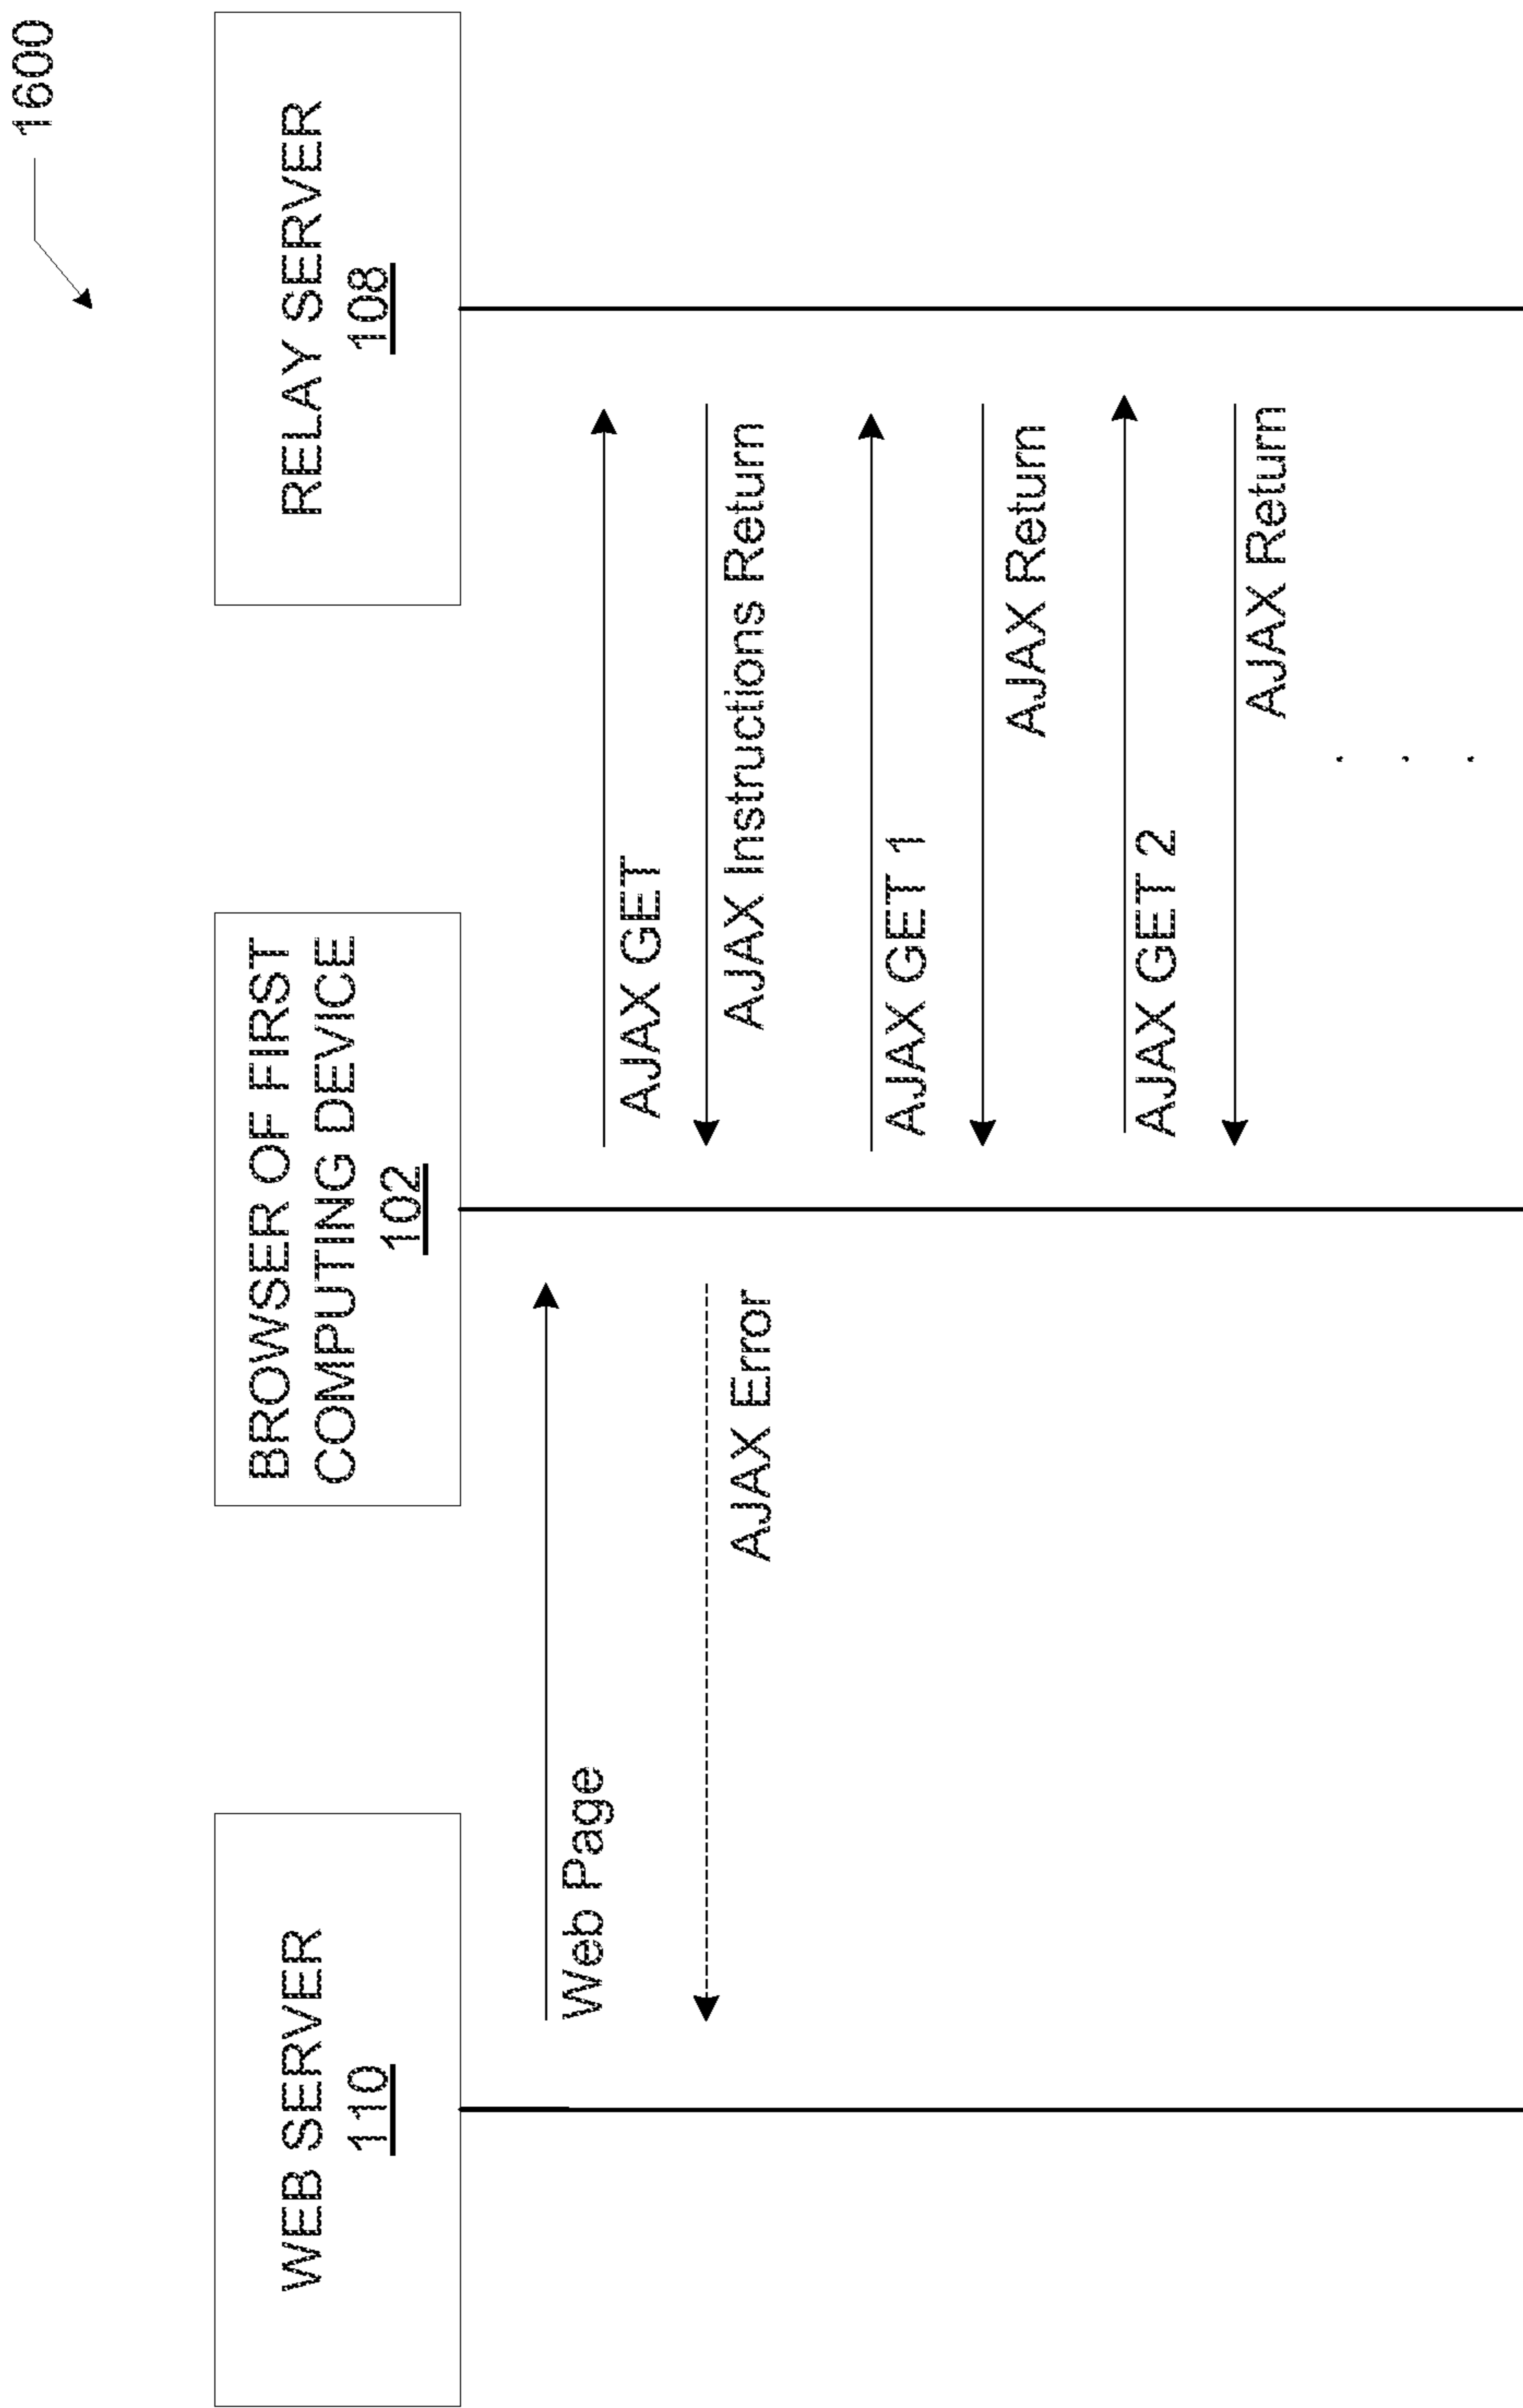 1600
WEB SERVER
110
BROWSER OF FIRST
COMPUTING DEVICE
102
RELAY SERVER
108
Web Page
AJAX GET
AJAX Error
AJAX Instructions Return
AJAX GET 1
AJAX Return
AJAX GET 2
AJAX Return